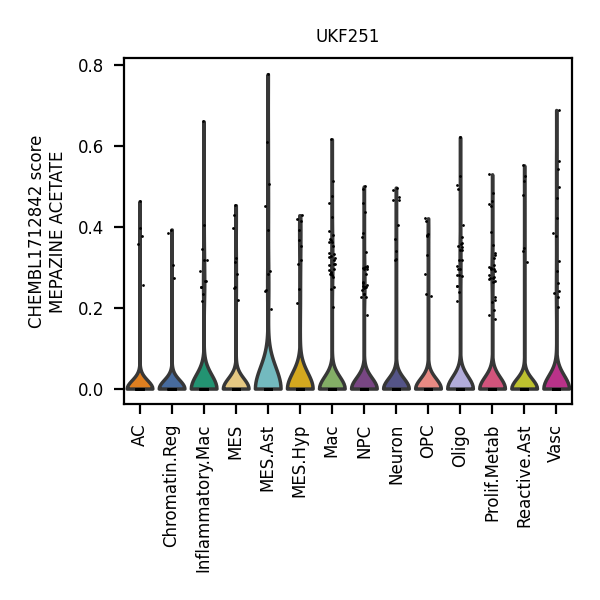 UKF251
CHEMBL1712842 score
MEPAZINE ACETATE
0.8
0.6
0.4
0.2
0.0
AC
Chromatin.Reg
Inflammatory.Mac
MES
MES.Ast
MES.Hyp
Mac
NPC
Neuron
OPC
Oligo
Prolif.Metab
Reactive.Ast
Vasc